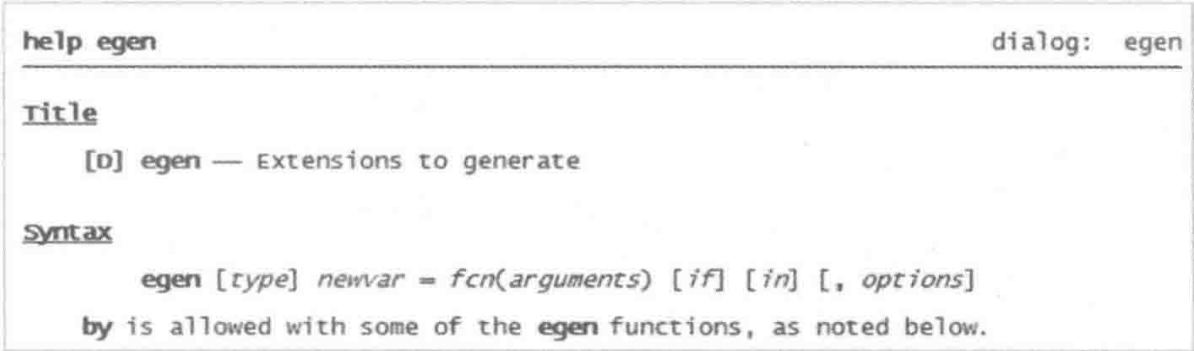 help egen dialog: egen
Title
[D] egen — Extensions to generate
Syntax
egen [type] newvar = fcn(arguments) [if] [in] [, options]
by is allowed with some of the egen functions, as noted below.